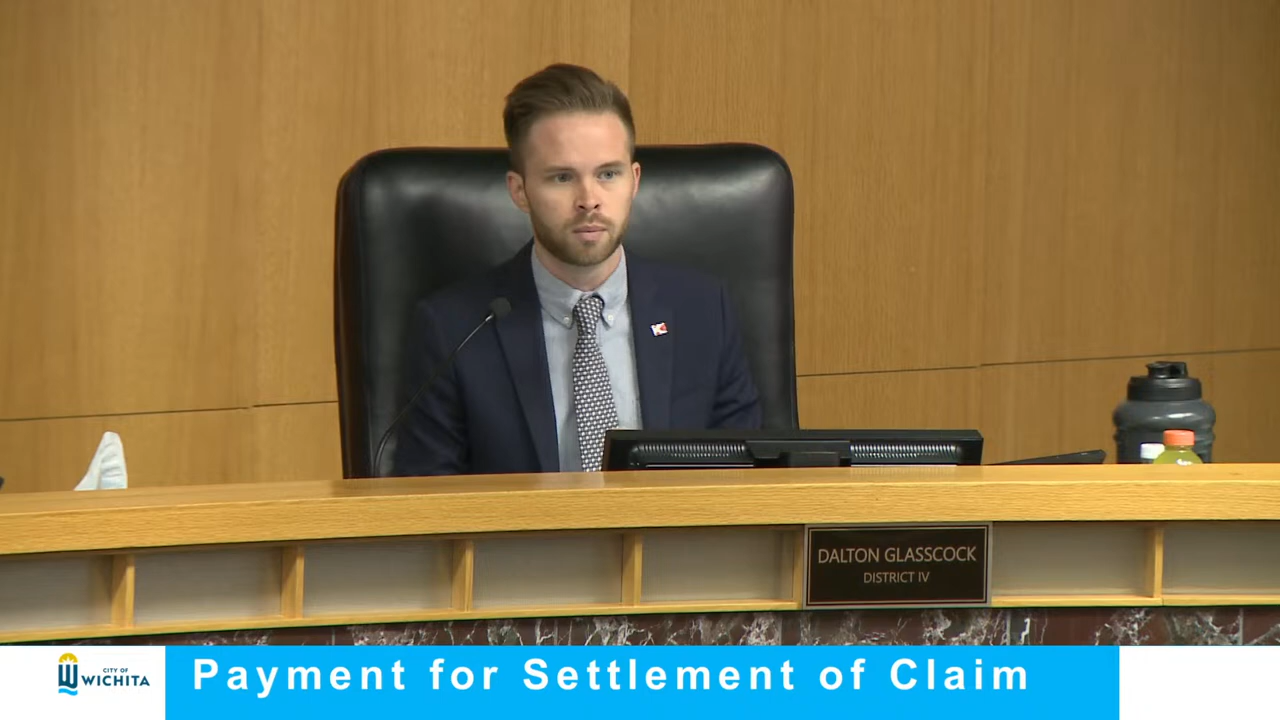 DALTON GLASSCOCK
DISTRICT IV
CITY OF
WICHITA
Payment for Settlement of Claim